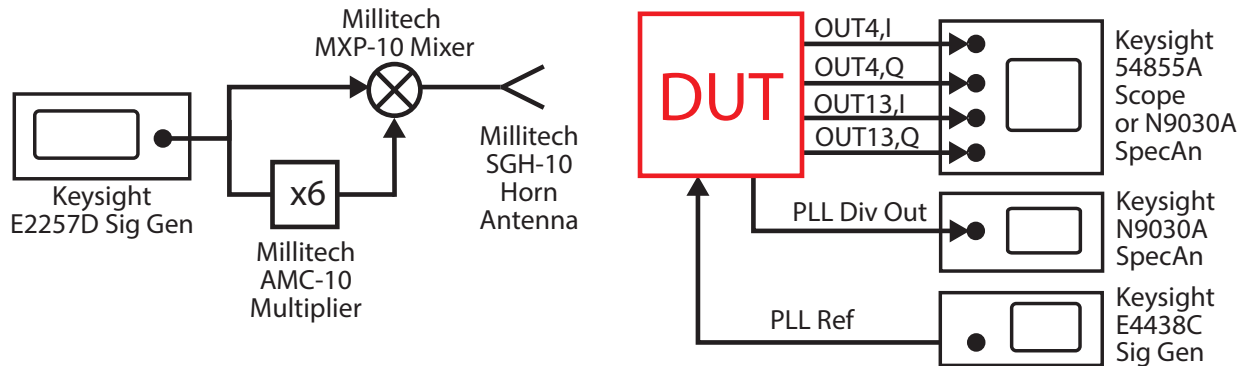 Millitech
MXP-10 Mixer
Keysight
E2257D Sig Gen
x6
Millitech
AMC-10
Multiplier
Millitech
SGH-10
Horn
Antenna
DUT
OUT4,I
OUT4,Q
OUT13,I
OUT13,Q
Keysight
54855A
Scope
or N9030A
SpecAn
PLL Div Out
Keysight
N9030A
SpecAn
PLL Ref
Keysight
E4438C
Sig Gen